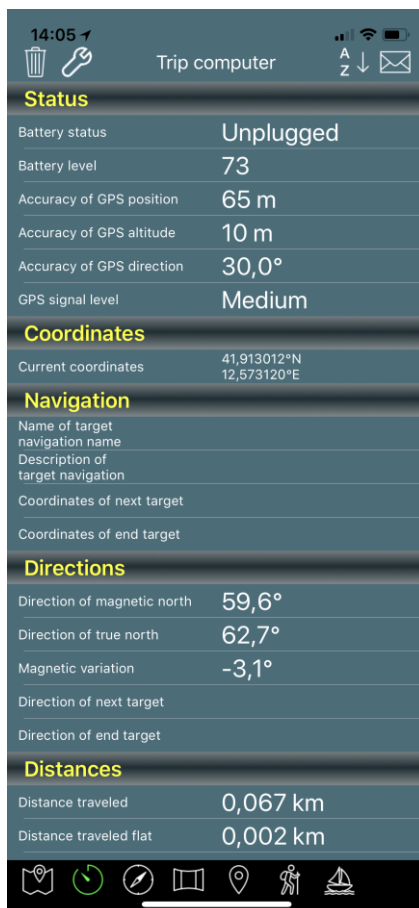 14:05
Trip computer
A
Z
Status
Battery status Unplugged
Battery level 73
Accuracy of GPS position 65 m
Accuracy of GPS altitude 10 m
Accuracy of GPS direction 30,0°
GPS signal level Medium
Coordinates
Current coordinates 41,913012°N
12,573120°E
Navigation
Name of target
navigation name
Description of
target navigation
Coordinates of next target
Coordinates of end target
Directions
Direction of magnetic north 59,6°
Direction of true north 62,7°
Magnetic variation -3,1°
Direction of next target
Direction of end target
Distances
Distance traveled 0,067 km
Distance traveled flat 0,002 km